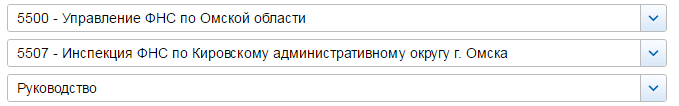 5500 - Управление ФНС по Омской области
5507 - Инспекция ФНС по Кировскому административному округу г. Омска
Руководство